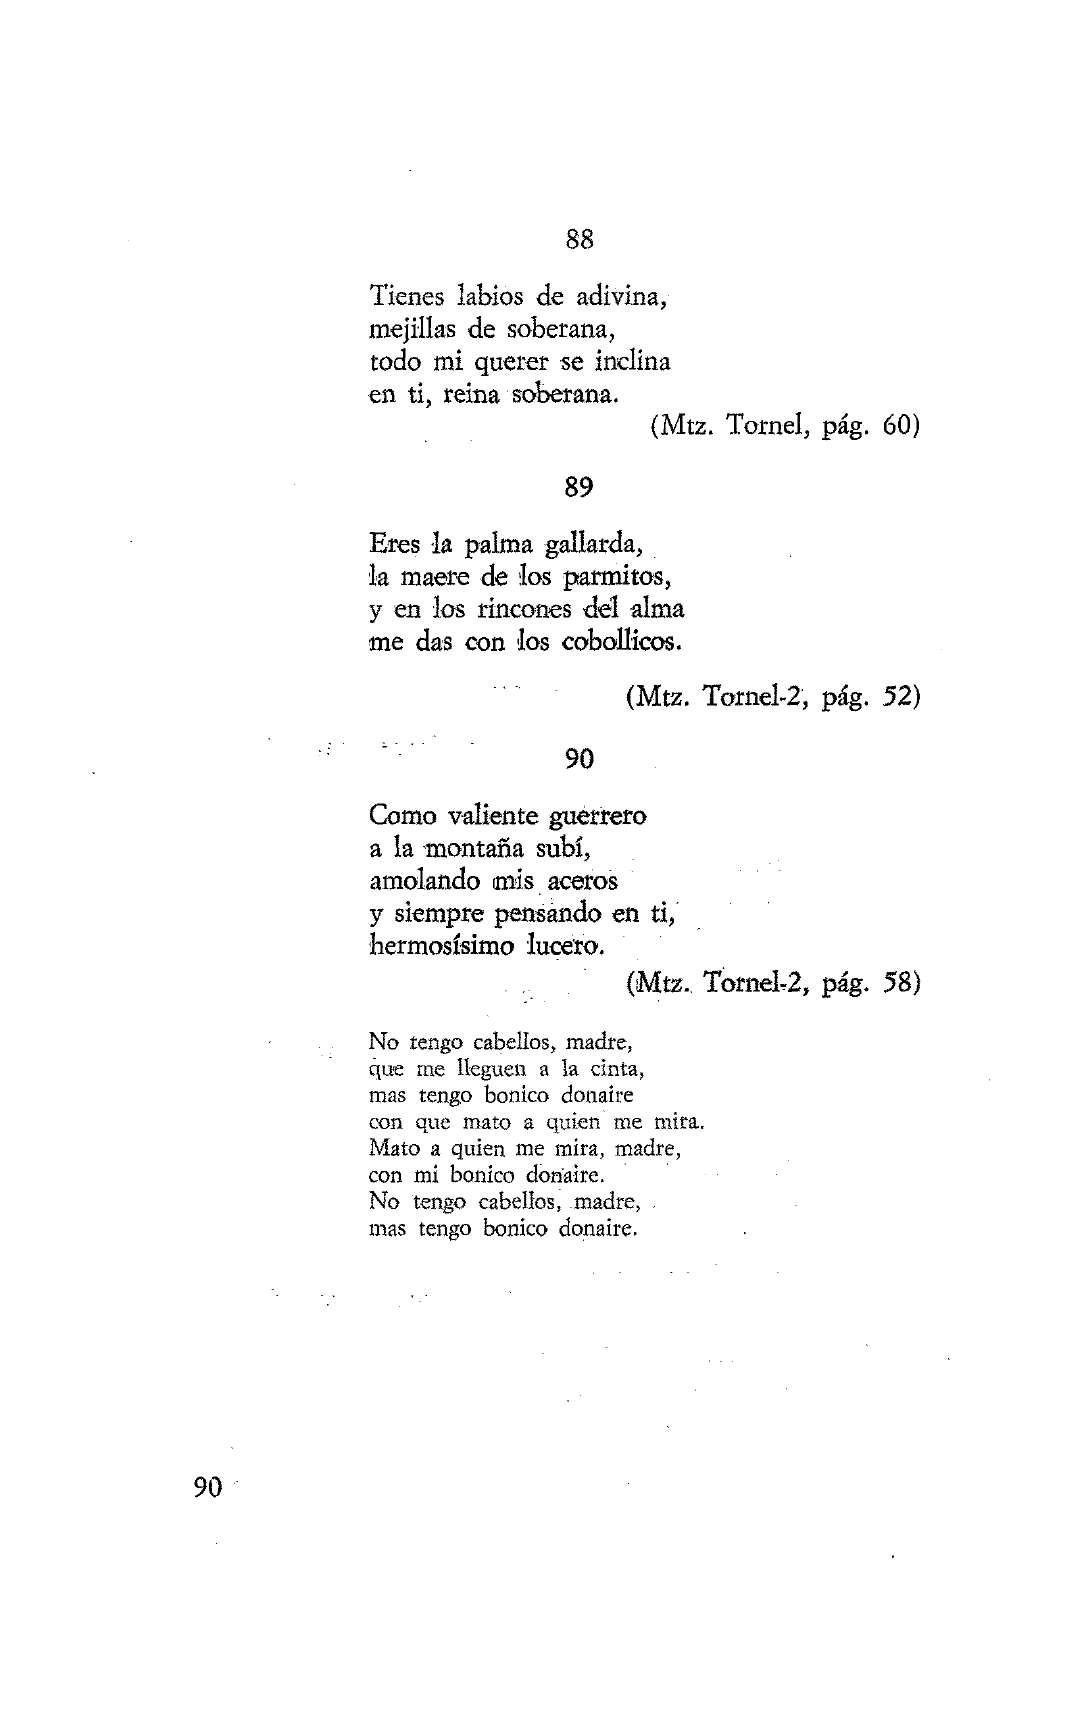 88
Tienes labios de adivina,
mejillas de soberana,
todo mi querer se inclina
en ti, reina soberana.
(Mtz. Tornel, pág. 60)
89
Eres la palma gallarda,
la maere de los parmitos,
y en los rincones del alma
me das con los cobollicos.
(Mtz. Tornel-2, pág. 52)
90
Como valiente guerrero
a la montaña subí,
amolando mis aceros
y siempre pensando en ti,
hermosísimo lucero.
(Mtz. Tornel-2, pág. 58)
No tengo cabellos, madre,
que me lleguen a la cinta,
mas tengo bonico donaire
con que mato a quien me mira.
Mato a quien me mira, madre,
con mi bonico donaire.
No tengo cabellos, madre,
mas tengo bonico donaire.
90